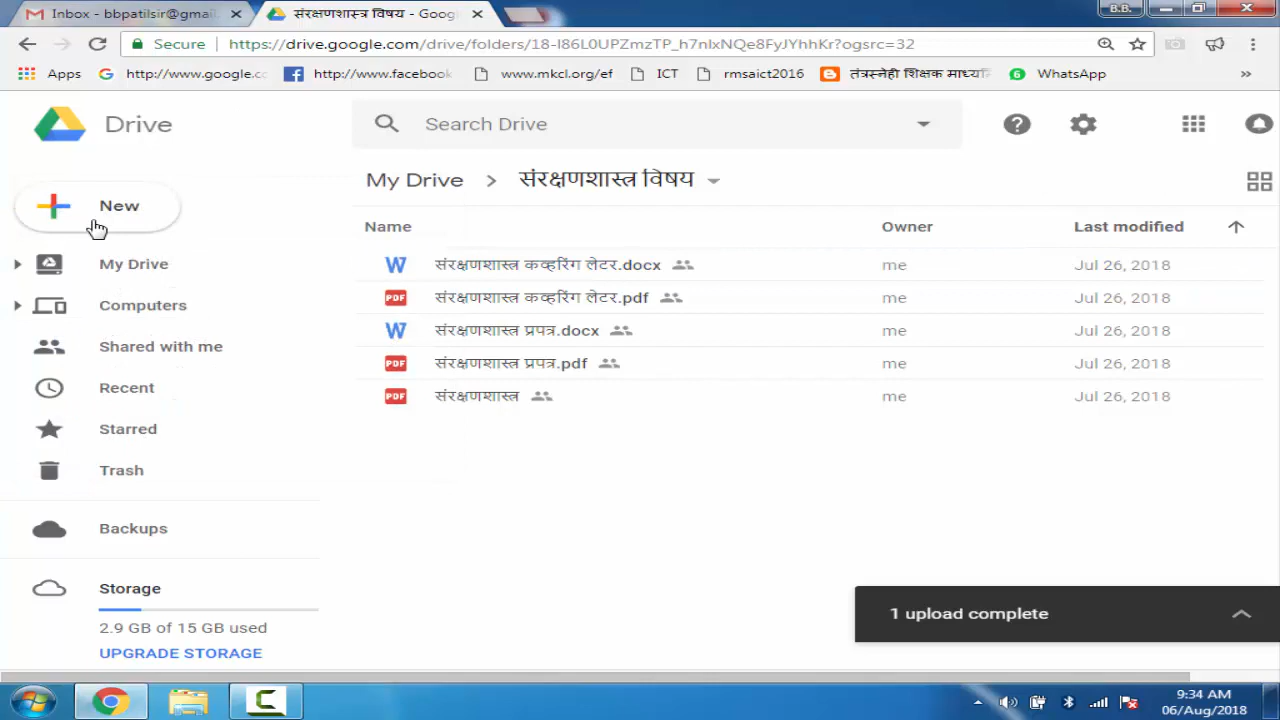 Inbox - bbpatilsir@gmail.
संरक्षणशास्त्र विषय - Goog
B.B.
Secure
https://drive.google.com/drive/folders/18-I86L0UPZmzTP_h7nlxNQe8FyJYhhKr?ogsrc=32
Apps
http://www.google.c
http://www.facebook
www.mkcl.org/ef
ICT
rmsaict2016
तंत्रस्नेही शिक्षक
WhatsApp
Drive
Search Drive
New
My Drive
Computers
Shared with me
Recent
Starred
Trash
Backups
Storage
2.9 GB of 15 GB used
UPGRADE STORAGE
My Drive > संरक्षणशास्त्र विषय
Name Owner Last modified
संरक्षणशास्त्र कव्हरिंग लेटर.docx me Jul 26, 2018
संरक्षणशास्त्र कव्हरिंग लेटर.pdf me Jul 26, 2018
संरक्षणशास्त्र प्रपत्र.docx me Jul 26, 2018
संरक्षणशास्त्र प्रपत्र.pdf me Jul 26, 2018
संरक्षणशास्त्र me Jul 26, 2018
1 upload complete
9:34 AM
06/Aug/2018